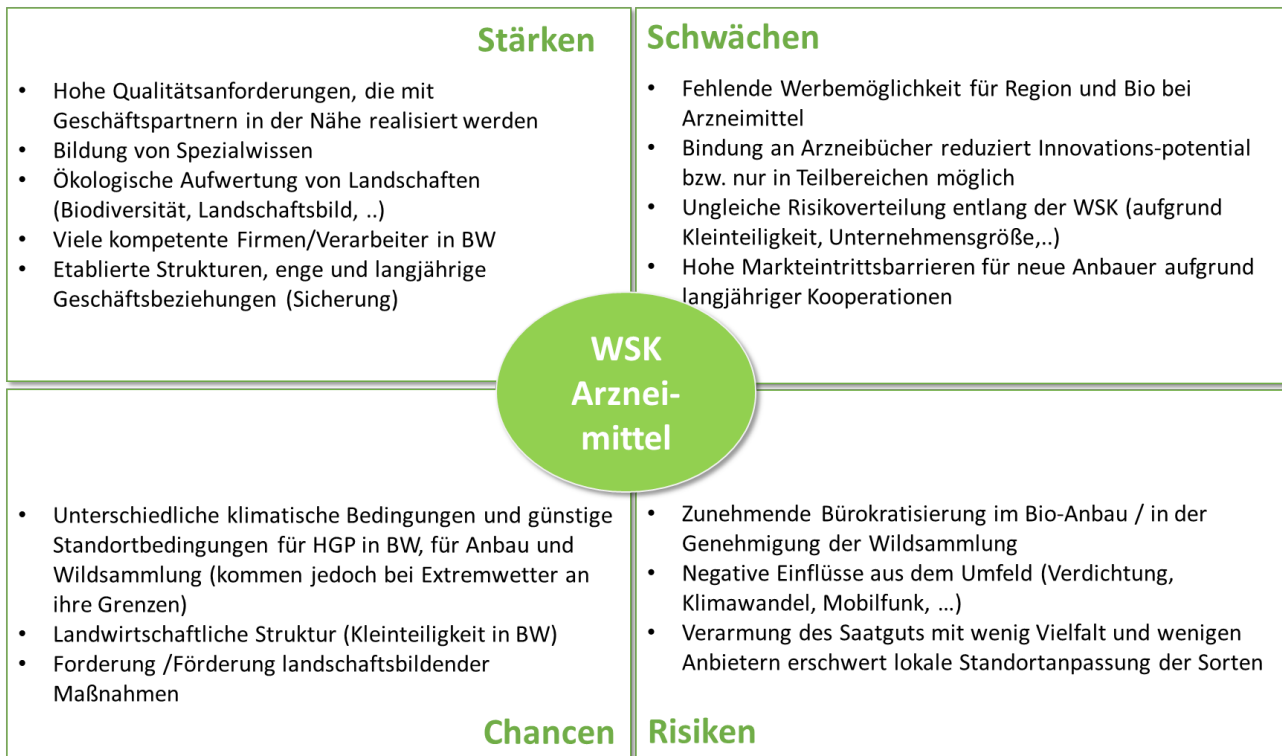 Stärken
• Hohe Qualitätsanforderungen, die mit
Geschäftspartnern in der Nähe realisiert werden
• Bildung von Spezialwissen
• Ökologische Aufwertung von Landschaften
(Biodiversität, Landschaftsbild, ..)
• Viele kompetente Firmen/Verarbeiter in BW
• Etablierte Strukturen, enge und langjährige
Geschäftsbeziehungen (Sicherung)
Schwächen
• Fehlende Werbemöglichkeit für Region und Bio bei
Arzneimittel
• Bindung an Arzneibücher reduziert Innovations-potential
bzw. nur in Teilbereichen möglich
• Ungleiche Risikoverteilung entlang der WSK (aufgrund
Kleinteiligkeit, Unternehmensgröße,..)
• Hohe Markteintrittsbarrieren für neue Anbauer aufgrund
langjähriger Kooperationen
WSK
Arznei-
mittel
• Unterschiedliche klimatische Bedingungen und günstige
Standortbedingungen für HGP in BW, für Anbau und
Wildsammlung (kommen jedoch bei Extremwetter an
ihre Grenzen)
• Landwirtschaftliche Struktur (Kleinteiligkeit in BW)
• Forderung /Förderung landschaftsbildender
Maßnahmen
Chancen
• Zunehmende Bürokratisierung im Bio-Anbau / in der
Genehmigung der Wildsammlung
• Negative Einflüsse aus dem Umfeld (Verdichtung,
Klimawandel, Mobilfunk, …)
• Verarmung des Saatguts mit wenig Vielfalt und wenigen
Anbietern erschwert lokale Standortanpassung der Sorten
Risiken